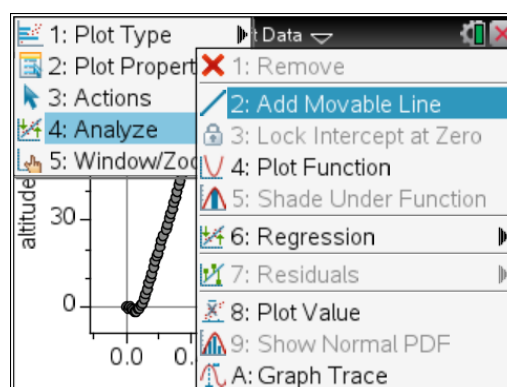 1: Plot Type
t Data
2: Plot Propert
3: Actions
4: Analyze
5: Window/Zoo
1: Remove
2: Add Movable Line
3: Lock Intercept at Zero
4: Plot Function
5: Shade Under Function
6: Regression
7: Residuals
8: Plot Value
9: Show Normal PDF
A: Graph Trace
altitude
30
0
0.0 0.